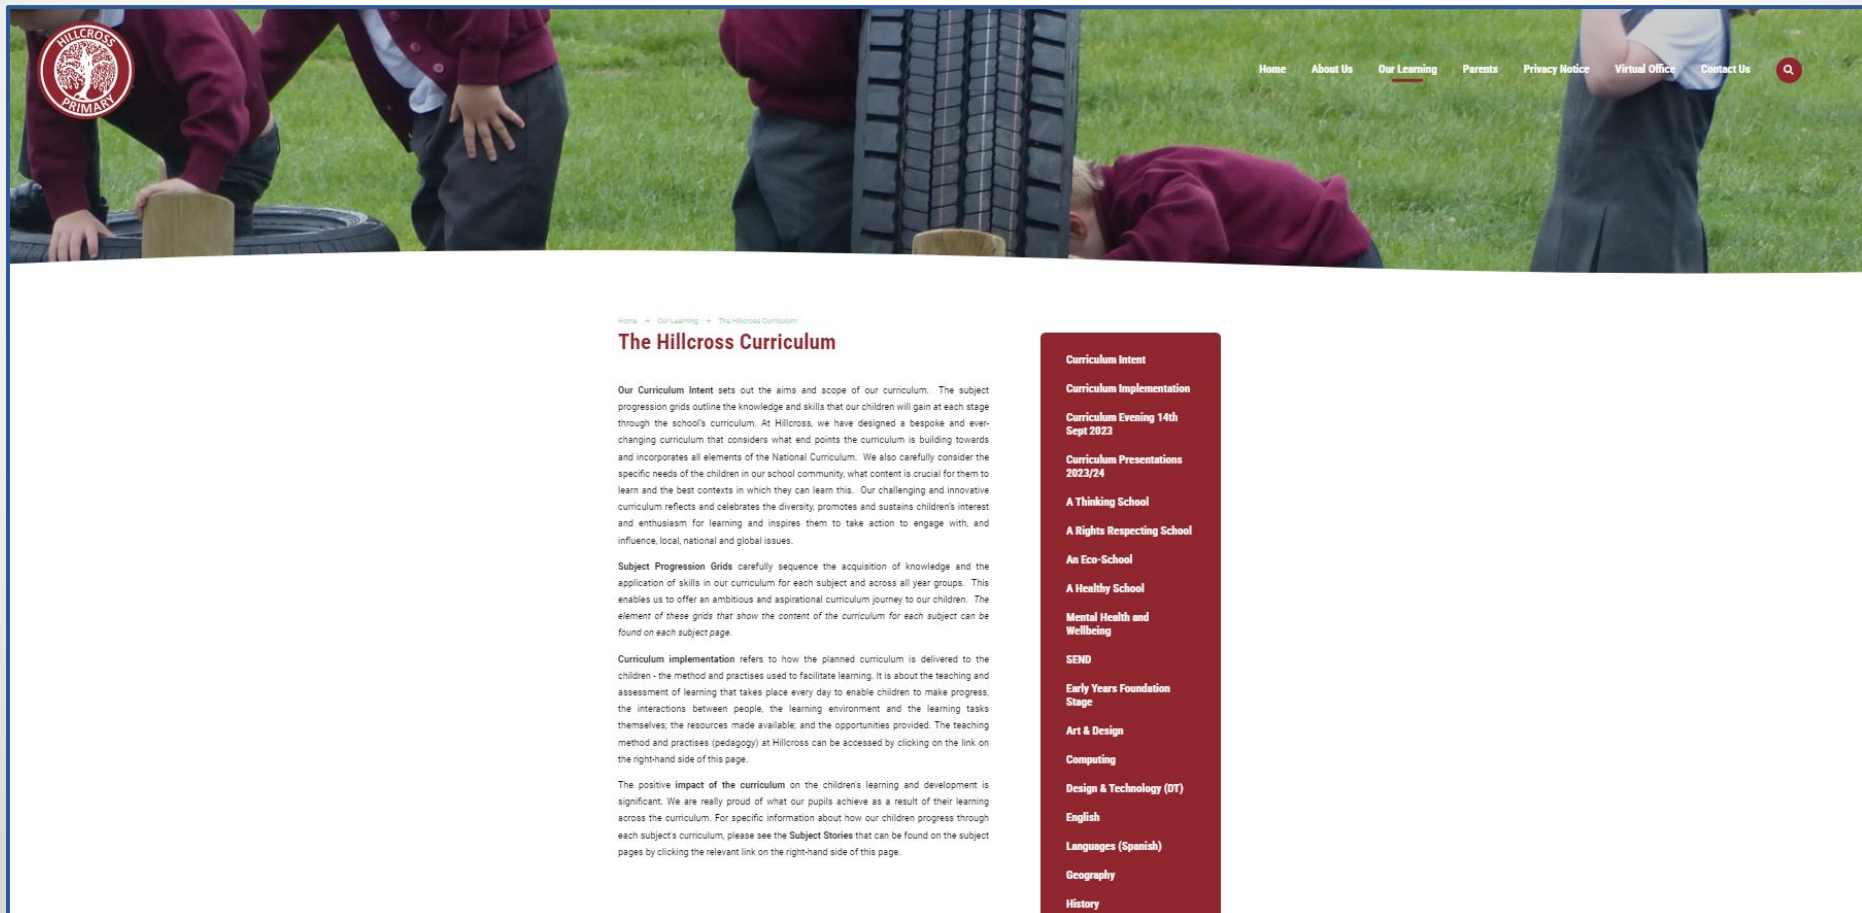 HILLCROSS
PRIMARY
Home About Us Our Learning Parents Privacy Notice Virtual Office Contact Us
Home → Our Learning → The Hillcross Curriculum
The Hillcross Curriculum
Our Curriculum Intent sets out the aims and scope of our curriculum. The subject
progression grids outline the knowledge and skills that our children will gain at each stage
through the school's curriculum. At Hillcross, we have designed a bespoke and ever-
changing curriculum that considers what end points the curriculum is building towards
and incorporates all elements of the National Curriculum. We also carefully consider the
specific needs of the children in our school community, what content is crucial for them to
learn and the best contexts in which they can learn this. Our challenging and innovative
curriculum reflects and celebrates the diversity, promotes and sustains children's interest
and enthusiasm for learning and inspires them to take action to engage with, and
influence, local, national and global issues.
Subject Progression Grids carefully sequence the acquisition of knowledge and the
application of skills in our curriculum for each subject and across all year groups. This
enables us to offer an ambitious and aspirational curriculum journey to our children. The
element of these grids that show the content of the curriculum for each subject can be
found on each subject page.
Curriculum implementation refers to how the planned curriculum is delivered to the
children - the method and practises used to facilitate learning. It is about the teaching and
assessment of learning that takes place every day to enable children to make progress,
the interactions between people, the learning environment and the learning tasks
themselves; the resources made available; and the opportunities provided. The teaching
method and practises (pedagogy) at Hillcross can be accessed by clicking on the link on
the right-hand side of this page.
The positive impact of the curriculum on the children's learning and development is
significant. We are really proud of what our pupils achieve as a result of their learning
across the curriculum. For specific information about how our children progress through
each subject's curriculum, please see the Subject Stories that can be found on the subject
pages by clicking the relevant link on the right-hand side of this page.
Curriculum Intent
Curriculum Implementation
Curriculum Evening 14th
Sept 2023
Curriculum Presentations
2023/24
A Thinking School
A Rights Respecting School
An Eco-School
A Healthy School
Mental Health and
Wellbeing
SEND
Early Years Foundation
Stage
Art & Design
Computing
Design & Technology (DT)
English
Languages (Spanish)
Geography
History